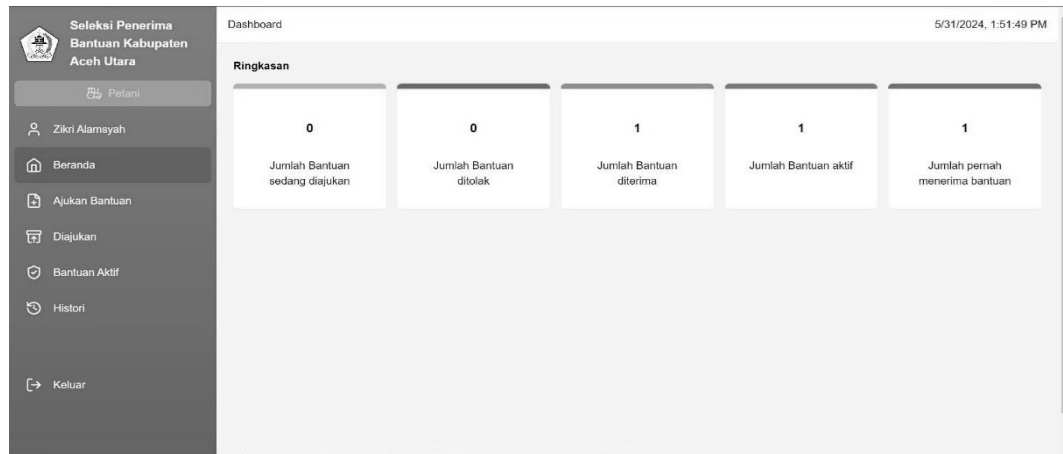 Seleksi Penerima
Bantuan Kabupaten
Aceh Utara
Petani
Zikri Alamsyah
Beranda
Ajukan Bantuan
Diajukan
Bantuan Aktif
Histori
Keluar
Dashboard
5/31/2024, 1:51:49 PM
Ringkasan
0
Jumlah Bantuan
sedang diajukan
0
Jumlah Bantuan
ditolak
1
Jumlah Bantuan
diterima
1
Jumlah Bantuan aktif
1
Jumlah pernah
menerima bantuan